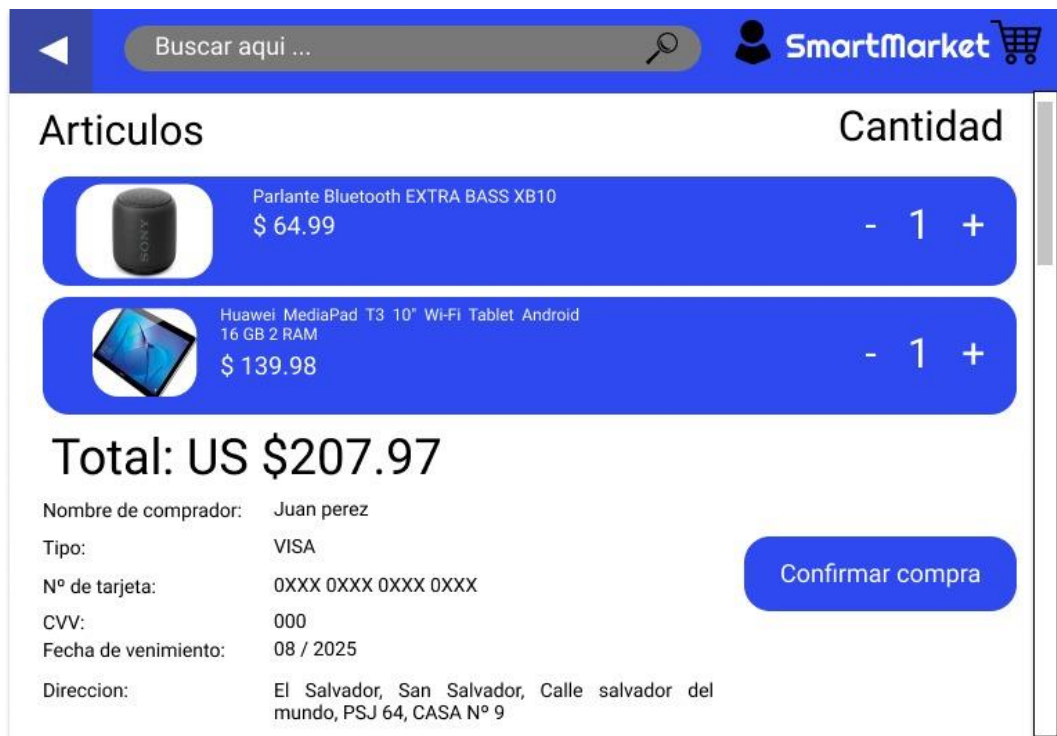 Buscar aqui ...
SmartMarket
Articulos
Cantidad
SONY
Parlante Bluetooth EXTRA BASS XB10
$ 64.99
- 1 +
Huawei MediaPad T3 10" Wi-Fi Tablet Android
16 GB 2 RAM
$ 139.98
- 1 +
Total: US $207.97
Nombre de comprador: Juan perez
Tipo: VISA
Nº de tarjeta: 0XXX 0XXX 0XXX 0XXX
CVV: 000
Fecha de venimiento: 08 / 2025
Direccion: El Salvador, San Salvador, Calle salvador del
mundo, PSJ 64, CASA Nº 9
Confirmar compra